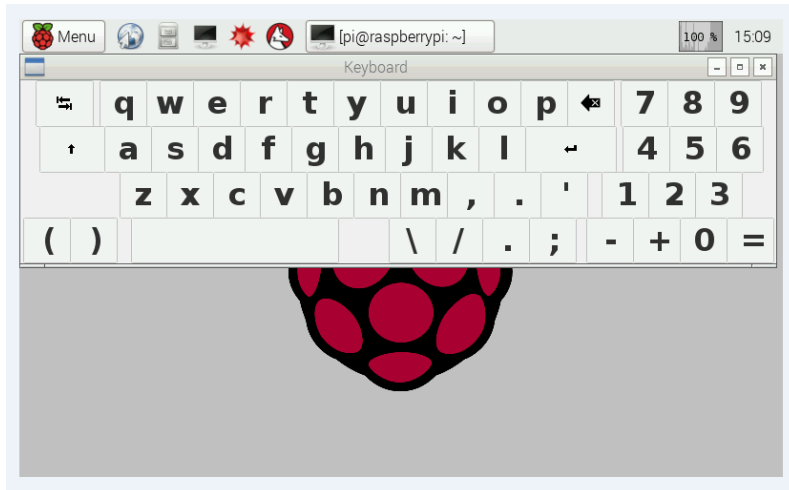 Menu [pi@raspberrypi: ~] 100 % 15:09
Keyboard
q w e r t y u i o p 7 8 9
a s d f g h j k l 4 5 6
z x c v b n m , . ' 1 2 3
( ) \ / . ; - + 0 =